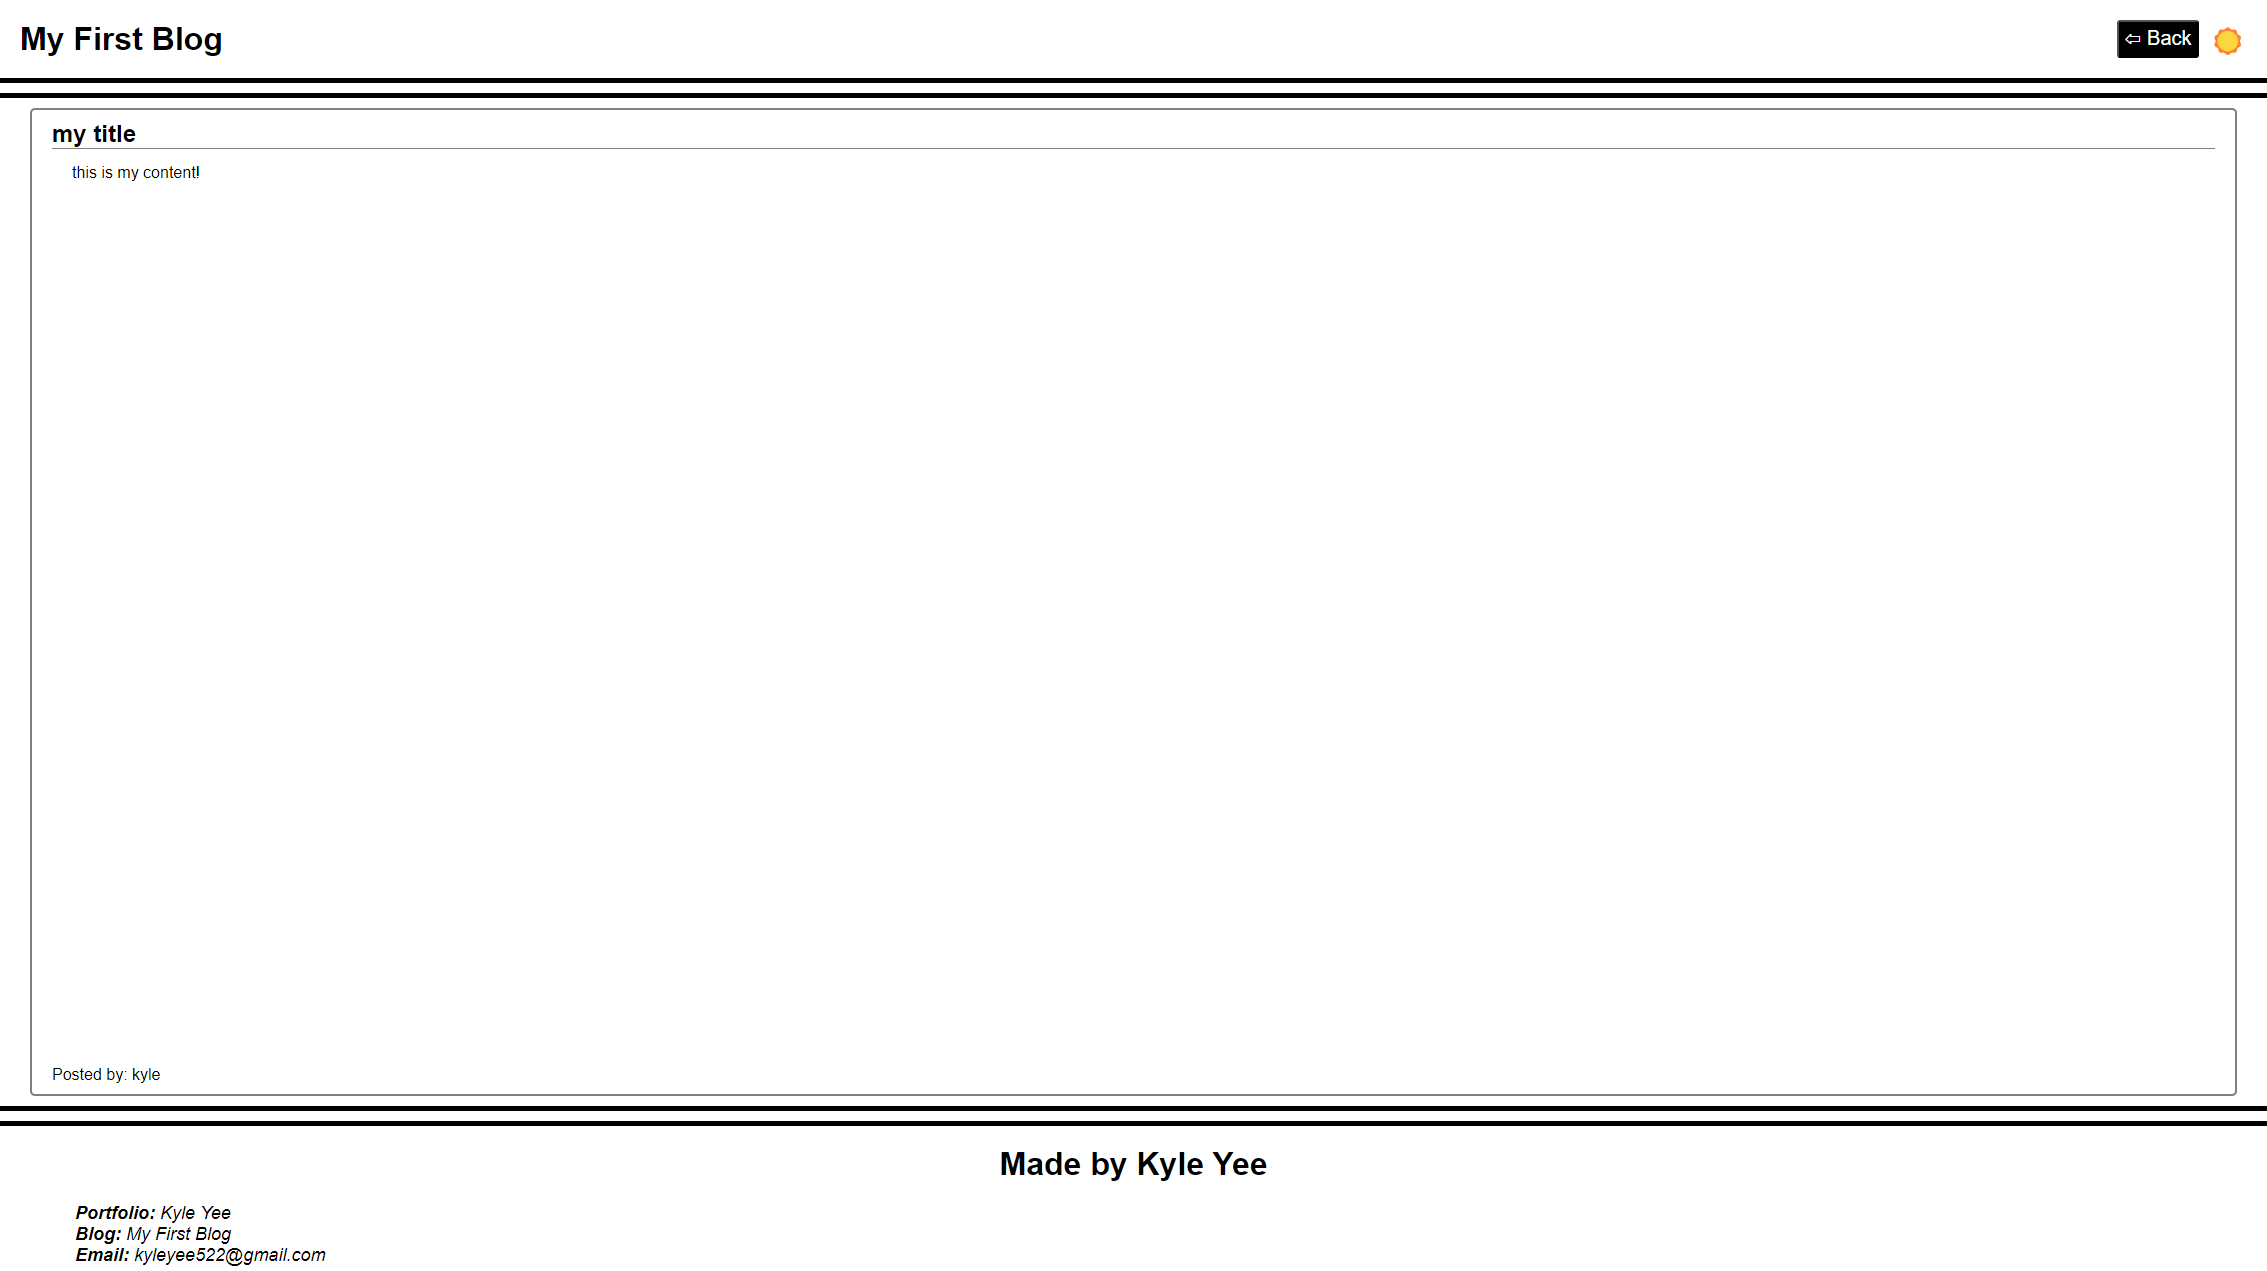 My First Blog
⇦ Back
my title
this is my content!
Posted by: kyle
Made by Kyle Yee
Portfolio: Kyle Yee
Blog: My First Blog
Email: kyleyee522@gmail.com